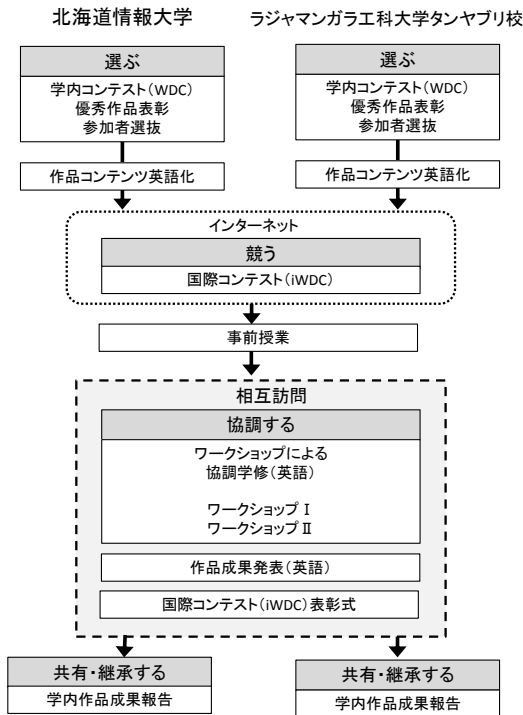 北海道情報大学
ラジャマンガラ工科大学タンヤブリ校
選ぶ
学内コンテスト(WDC)
優秀作品表彰
参加者選抜
選ぶ
学内コンテスト(WDC)
優秀作品表彰
参加者選抜
作品コンテンツ英語化
作品コンテンツ英語化
インターネット
競う
国際コンテスト(iWDC)
事前授業
相互訪問
協調する
ワークショップによる
協調学修(英語)
ワークショップⅠ
ワークショップⅡ
作品成果発表(英語)
国際コンテスト(iWDC)表彰式
共有・継承する
学内作品成果報告
共有・継承する
学内作品成果報告